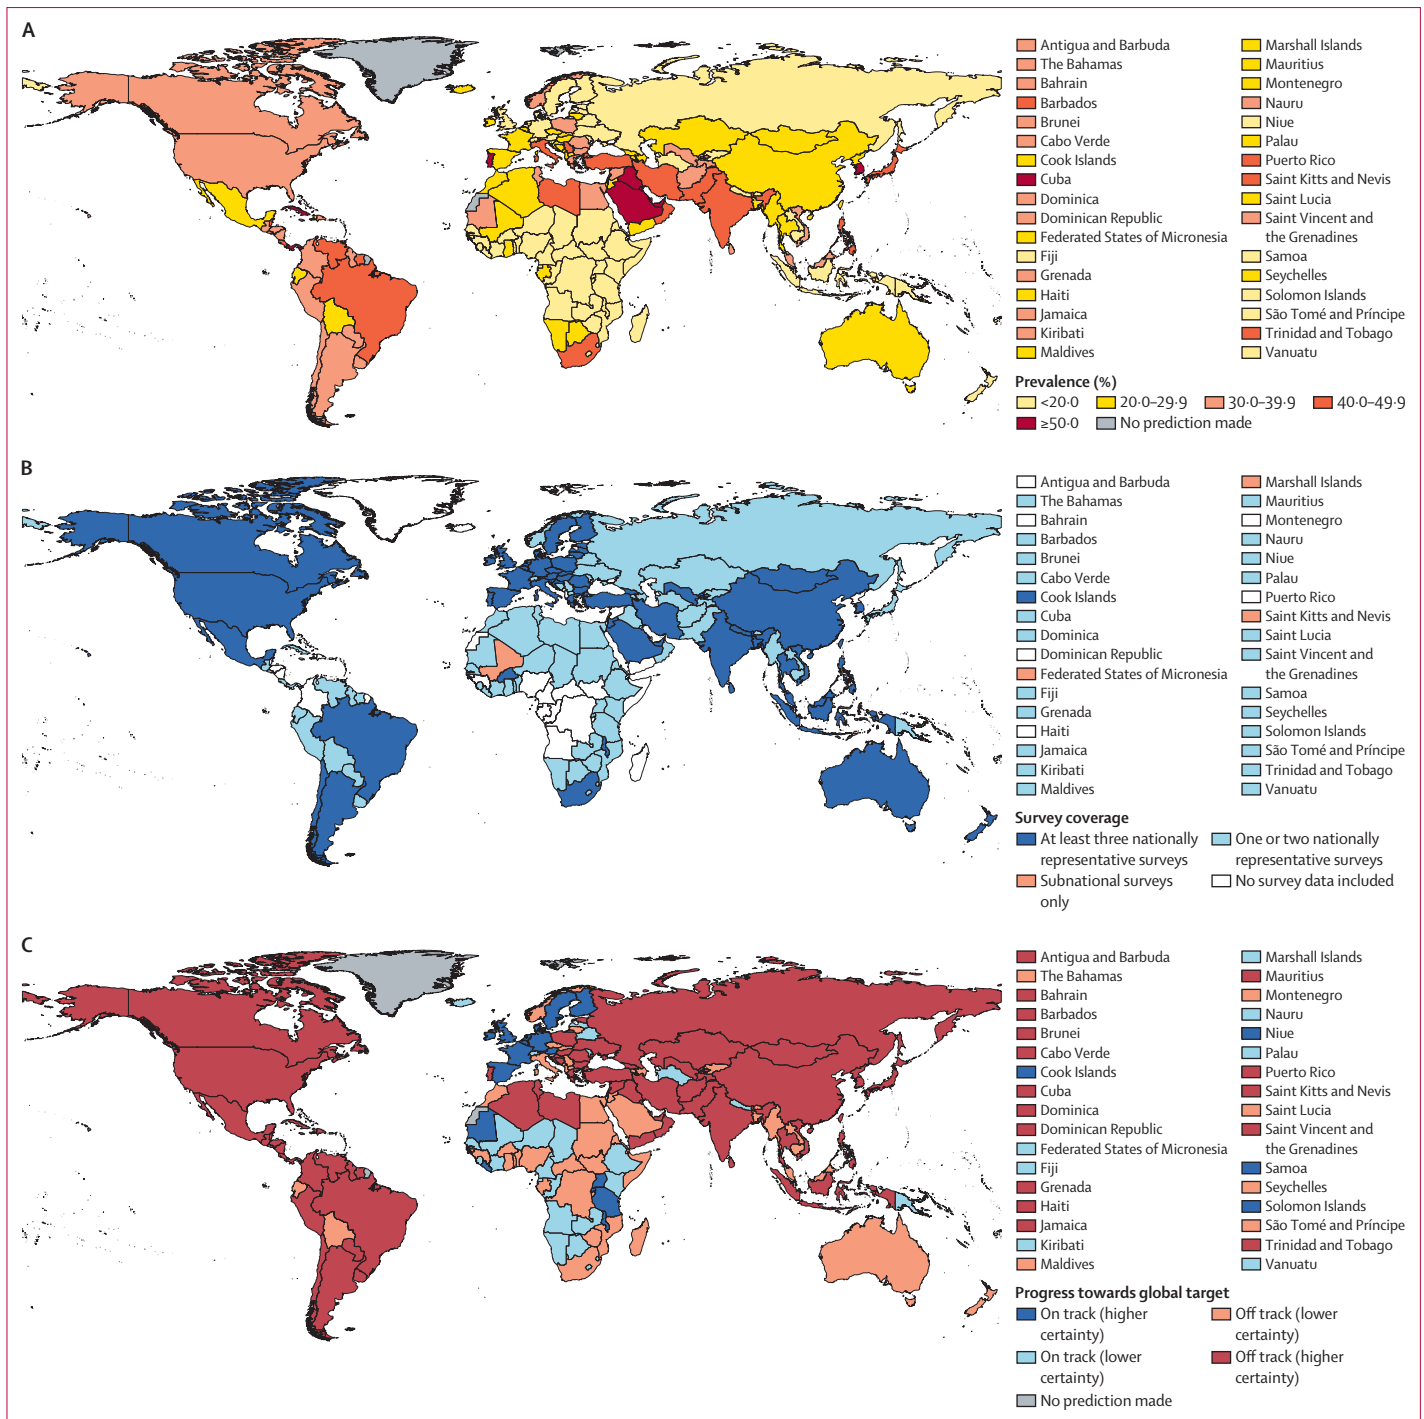 A
Antigua and Barbuda
The Bahamas
Bahrain
Barbados
Brunei
Cabo Verde
Cook Islands
Cuba
Dominica
Dominican Republic
Federated States of Micronesia
Fiji
Grenada
Haiti
Jamaica
Kiribati
Maldives
Marshall Islands
Mauritius
Montenegro
Nauru
Niue
Palau
Puerto Rico
Saint Kitts and Nevis
Saint Lucia
Saint Vincent and
the Grenadines
Samoa
Seychelles
Solomon Islands
São Tomé and Príncipe
Trinidad and Tobago
Vanuatu
Prevalence (%)
<20·0 20·0–29·9 30·0–39·9 40·0–49·9
≥50·0 No prediction made
B
Antigua and Barbuda
The Bahamas
Bahrain
Barbados
Brunei
Cabo Verde
Cook Islands
Cuba
Dominica
Dominican Republic
Federated States of Micronesia
Fiji
Grenada
Haiti
Jamaica
Kiribati
Maldives
Marshall Islands
Mauritius
Montenegro
Nauru
Niue
Palau
Puerto Rico
Saint Kitts and Nevis
Saint Lucia
Saint Vincent and
the Grenadines
Samoa
Seychelles
Solomon Islands
São Tomé and Príncipe
Trinidad and Tobago
Vanuatu
Survey coverage
At least three nationally
representative surveys
One or two nationally
representative surveys
Subnational surveys
only
No survey data included
C
Antigua and Barbuda
The Bahamas
Bahrain
Barbados
Brunei
Cabo Verde
Cook Islands
Cuba
Dominica
Dominican Republic
Federated States of Micronesia
Fiji
Grenada
Haiti
Jamaica
Kiribati
Maldives
Marshall Islands
Mauritius
Montenegro
Nauru
Niue
Palau
Puerto Rico
Saint Kitts and Nevis
Saint Lucia
Saint Vincent and
the Grenadines
Samoa
Seychelles
Solomon Islands
São Tomé and Príncipe
Trinidad and Tobago
Vanuatu
Progress towards global target
On track (higher
certainty)
Off track (lower
certainty)
On track (lower
certainty)
Off track (higher
certainty)
No prediction made